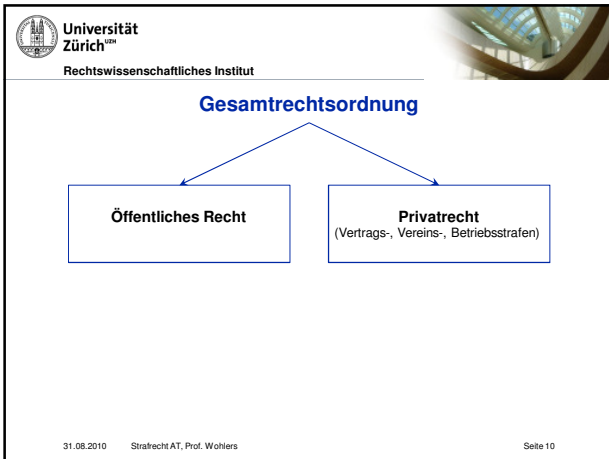 Universität
Zürich UZH
Rechtswissenschaftliches Institut
Gesamtrechtsordnung
Öffentliches Recht
Privatrecht
(Vertrags-, Vereins-, Betriebsstrafen)
31.08.2010 Strafrecht AT, Prof. Wohlers Seite 10